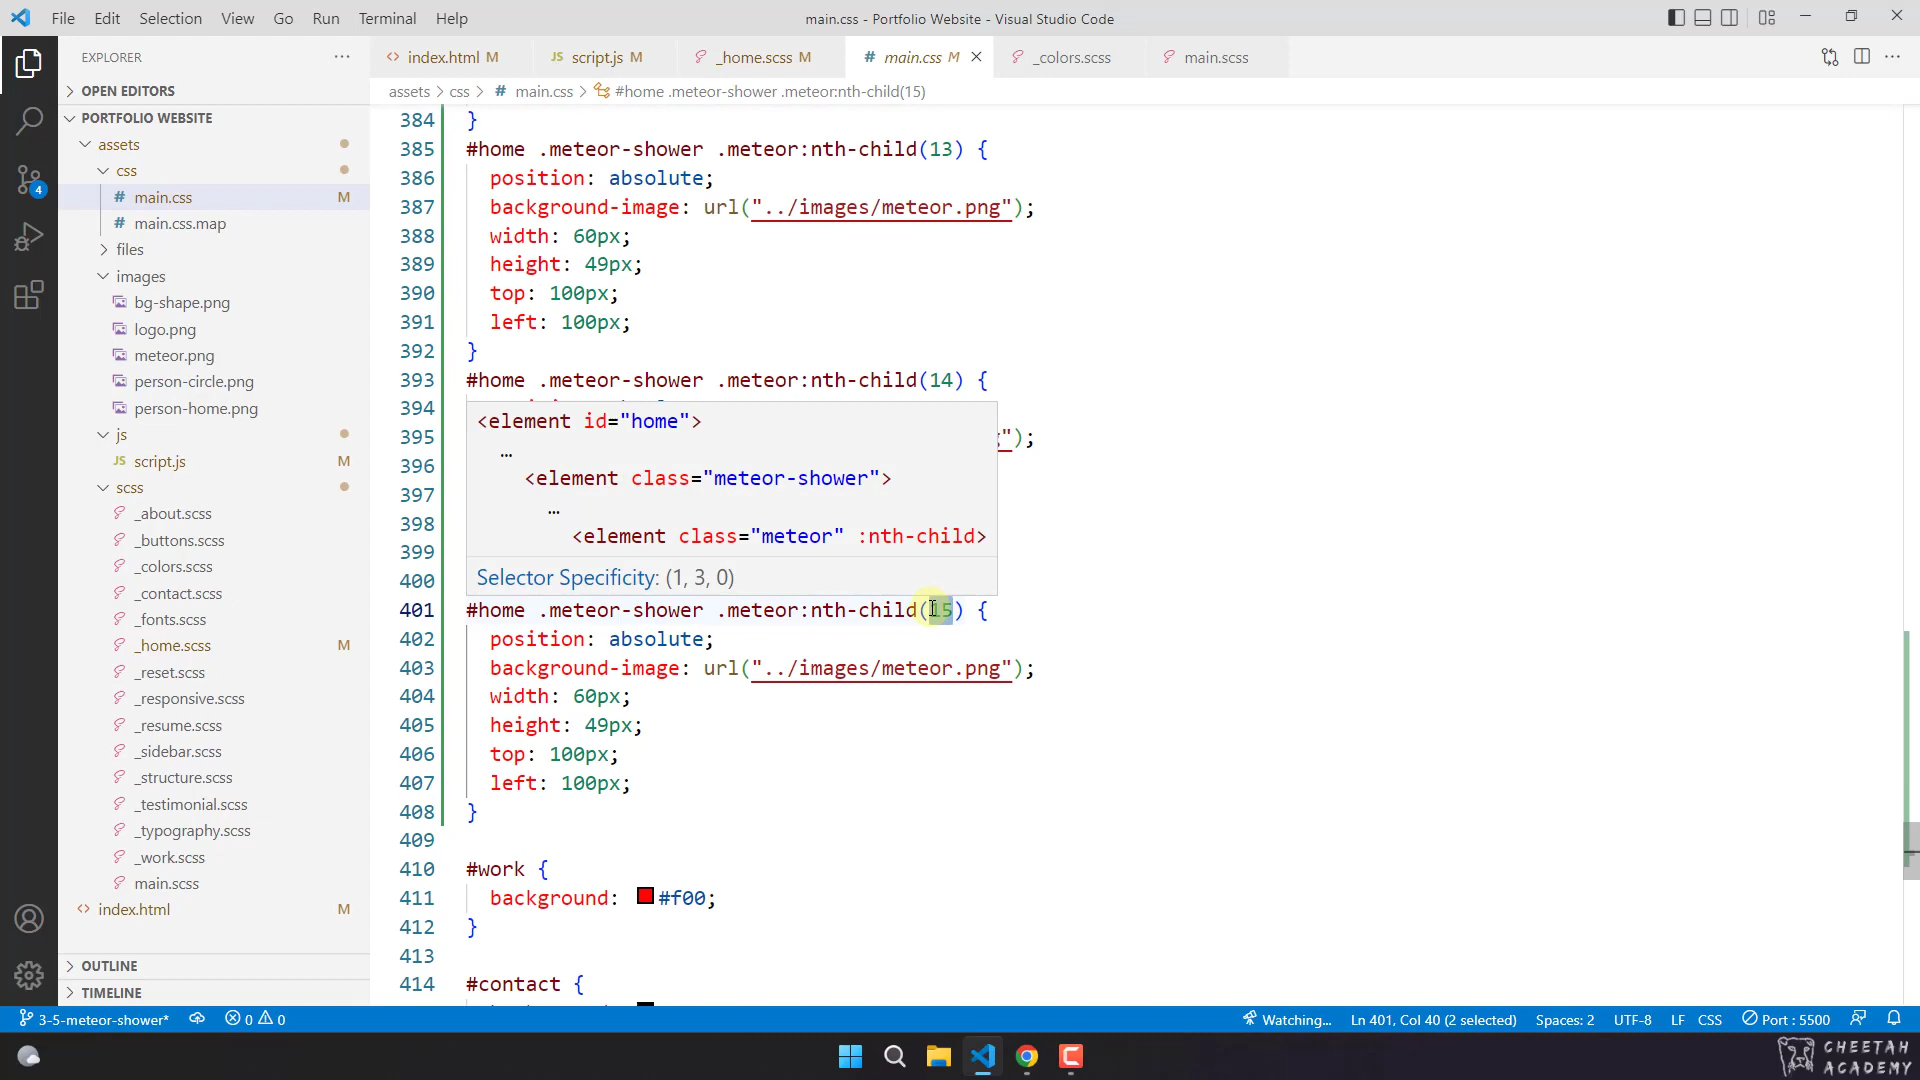 File Edit Selection View Go Run Terminal Help
main.css - Portfolio Website - Visual Studio Code
EXPLORER
index.html M
script.js M
_home.scss M
main.css M
_colors.scss
main.scss
OPEN EDITORS
assets > css > main.css > #home .meteor-shower .meteor:nth-child(15)
PORTFOLIO WEBSITE
assets
css
main.css M
main.css.map
files
images
bg-shape.png
logo.png
meteor.png
person-circle.png
person-home.png
js
script.js M
scss
_about.scss
_buttons.scss
_colors.scss
_contact.scss
_fonts.scss
_home.scss M
_reset.scss
_responsive.scss
_resume.scss
_sidebar.scss
_structure.scss
_testimonial.scss
_typography.scss
_work.scss
main.scss
index.html M
OUTLINE
TIMELINE
4
384 }
385 #home .meteor-shower .meteor:nth-child(13) {
386 position: absolute;
387 background-image: url("../images/meteor.png");
388 width: 60px;
389 height: 49px;
390 top: 100px;
391 left: 100px;
392 }
393 #home .meteor-shower .meteor:nth-child(14) {
394
395 ");
396
397
398
399
400
<element id="home">
…
<element class="meteor-shower">
…
<element class="meteor" :nth-child>
Selector Specificity: (1, 3, 0)
401 #home .meteor-shower .meteor:nth-child(15) {
402 position: absolute;
403 background-image: url("../images/meteor.png");
404 width: 60px;
405 height: 49px;
406 top: 100px;
407 left: 100px;
408 }
409
410 #work {
411 background: #f00;
412 }
413
414 #contact {
3-5-meteor-shower* 0 0
Watching... Ln 401, Col 40 (2 selected) Spaces: 2 UTF-8 LF CSS Port : 5500
CHEETAH
ACADEMY